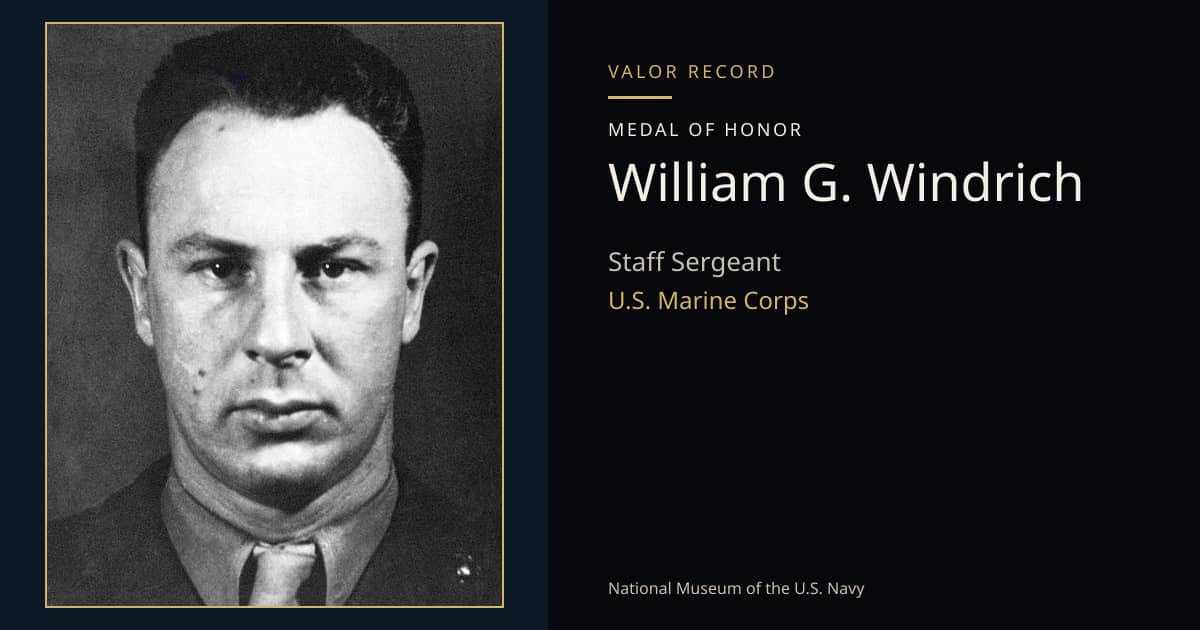 VALOR RECORD
MEDAL OF HONOR
William G. Windrich
Staff Sergeant
U.S. Marine Corps
National Museum of the U.S. Navy